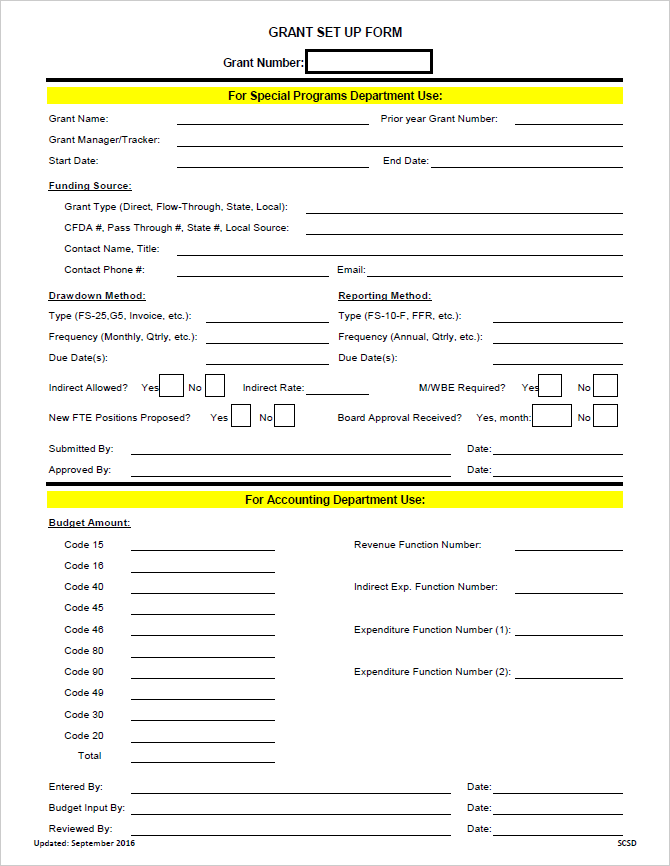 GRANT SET UP FORM
Grant Number:
For Special Programs Department Use:
Grant Name: Prior year Grant Number:
Grant Manager/Tracker:
Start Date: End Date:
Funding Source:
Grant Type (Direct, Flow-Through, State, Local):
CFDA #, Pass Through #, State #, Local Source:
Contact Name, Title:
Contact Phone #: Email:
Drawdown Method: Reporting Method:
Type (FS-25,G5, Invoice, etc.): Type (FS-10-F, FFR, etc.):
Frequency (Monthly, Qtrly, etc.): Frequency (Annual, Qtrly, etc.):
Due Date(s): Due Date(s):
Indirect Allowed? Yes No Indirect Rate: M/WBE Required? Yes No
New FTE Positions Proposed? Yes No Board Approval Received? Yes, month: No
Submitted By: Date:
Approved By: Date:
For Accounting Department Use:
Budget Amount:
Code 15 Revenue Function Number:
Code 16
Code 40 Indirect Exp. Function Number:
Code 45
Code 46 Expenditure Function Number (1):
Code 80
Code 90 Expenditure Function Number (2):
Code 49
Code 30
Code 20
Total
Entered By: Date:
Budget Input By: Date:
Reviewed By: Date:
Updated: September 2016 SCSD